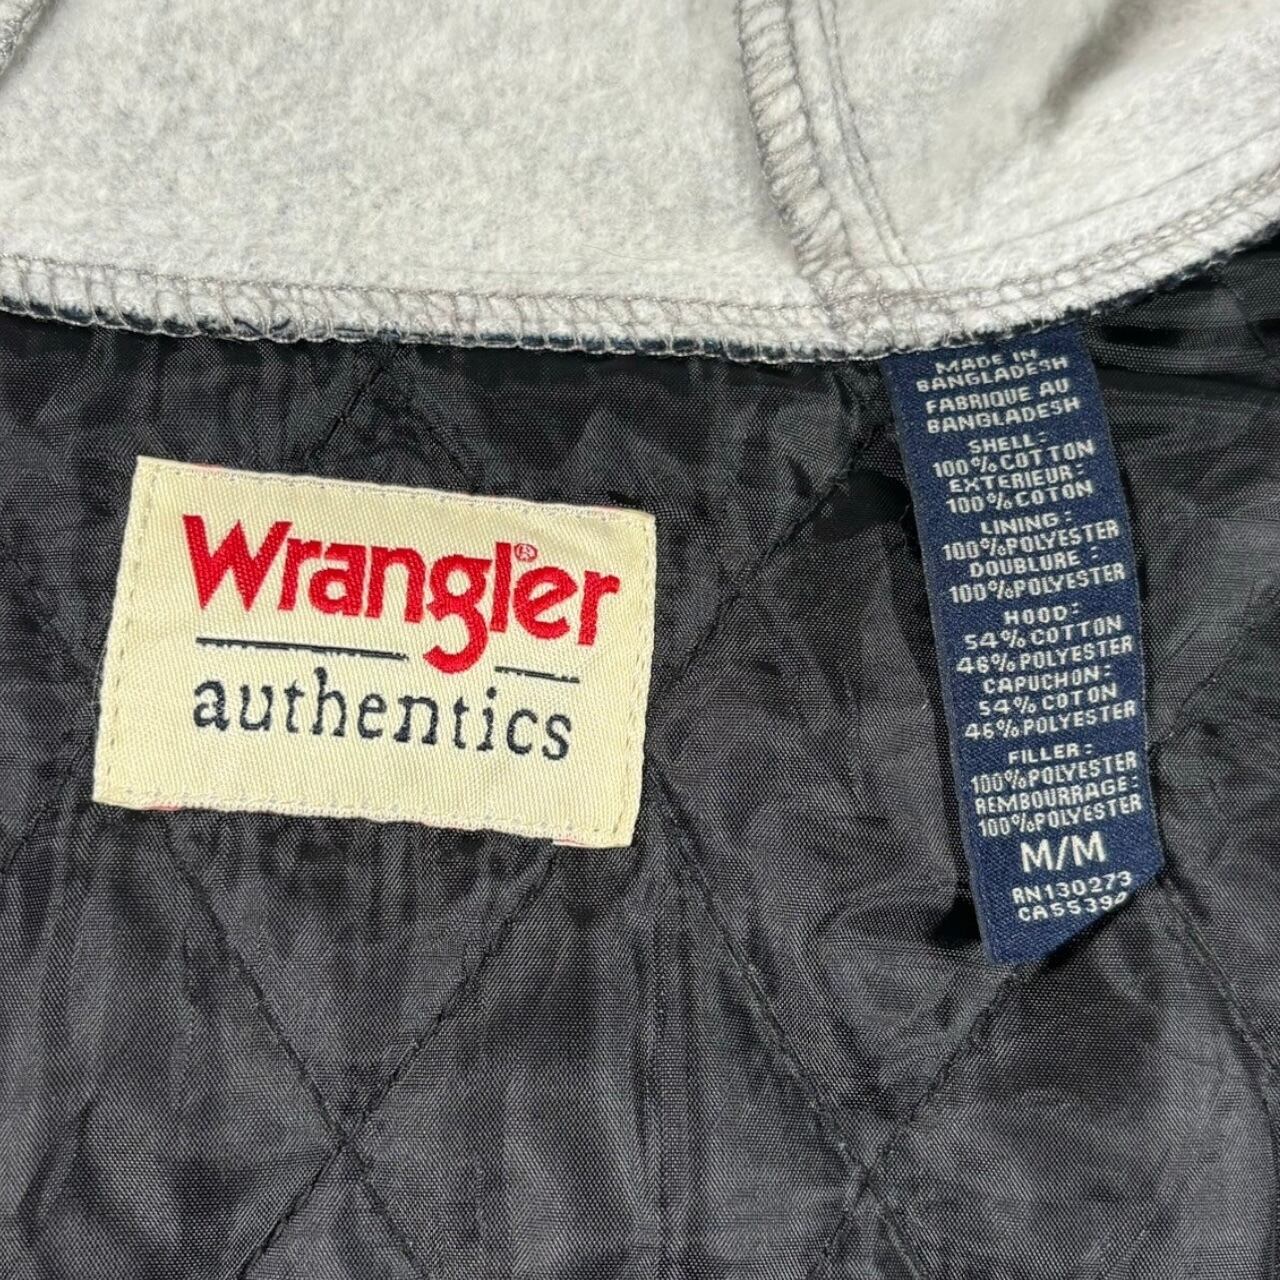 Wrangler®
authentics
MADE IN
BANGLADESH
FABRIQUE AU
BANGLADESH
SHELL:
100% COTTON
EXTERIEUR:
100% COTON
LINING:
100% POLYESTER
DOUBLURE:
100% POLYESTER
HOOD:
54% COTTON
46% POLYESTER
CAPUCHON:
54% COTON
46% POLYESTER
FILLER:
100% POLYESTER
REMBOURRAGE:
100% POLYESTER
M/M
RN130273
CA55394